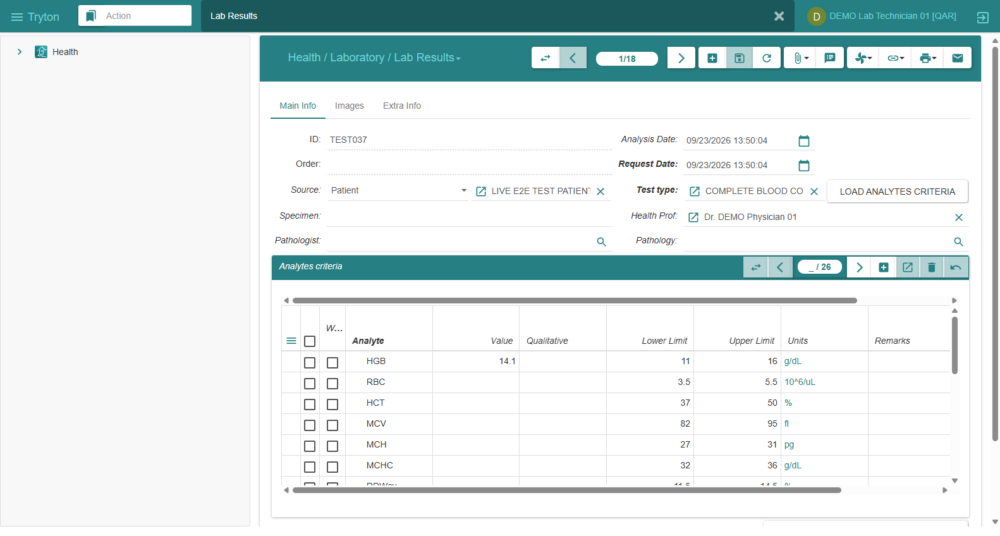 Tryton
Action
Lab Results
D
DEMO Lab Technician 01 [QAR]
Health
Health / Laboratory / Lab Results
1/18
Main Info
Images
Extra Info
ID: TEST037
Analysis Date: 09/23/2026 13:50:04
Order:
Request Date: 09/23/2026 13:50:04
Source: Patient LIVE E2E TEST PATIENT
Test type: COMPLETE BLOOD CO
LOAD ANALYTES CRITERIA
Specimen:
Health Prof: Dr. DEMO Physician 01
Pathologist:
Pathology:
Analytes criteria
_ / 26
W... Analyte Value Qualitative Lower Limit Upper Limit Units Remarks
HGB 14.1 11 16 g/dL
RBC 3.5 5.5 10^6/uL
HCT 37 50 %
MCV 82 95 fl
MCH 27 31 pg
MCHC 32 36 g/dL